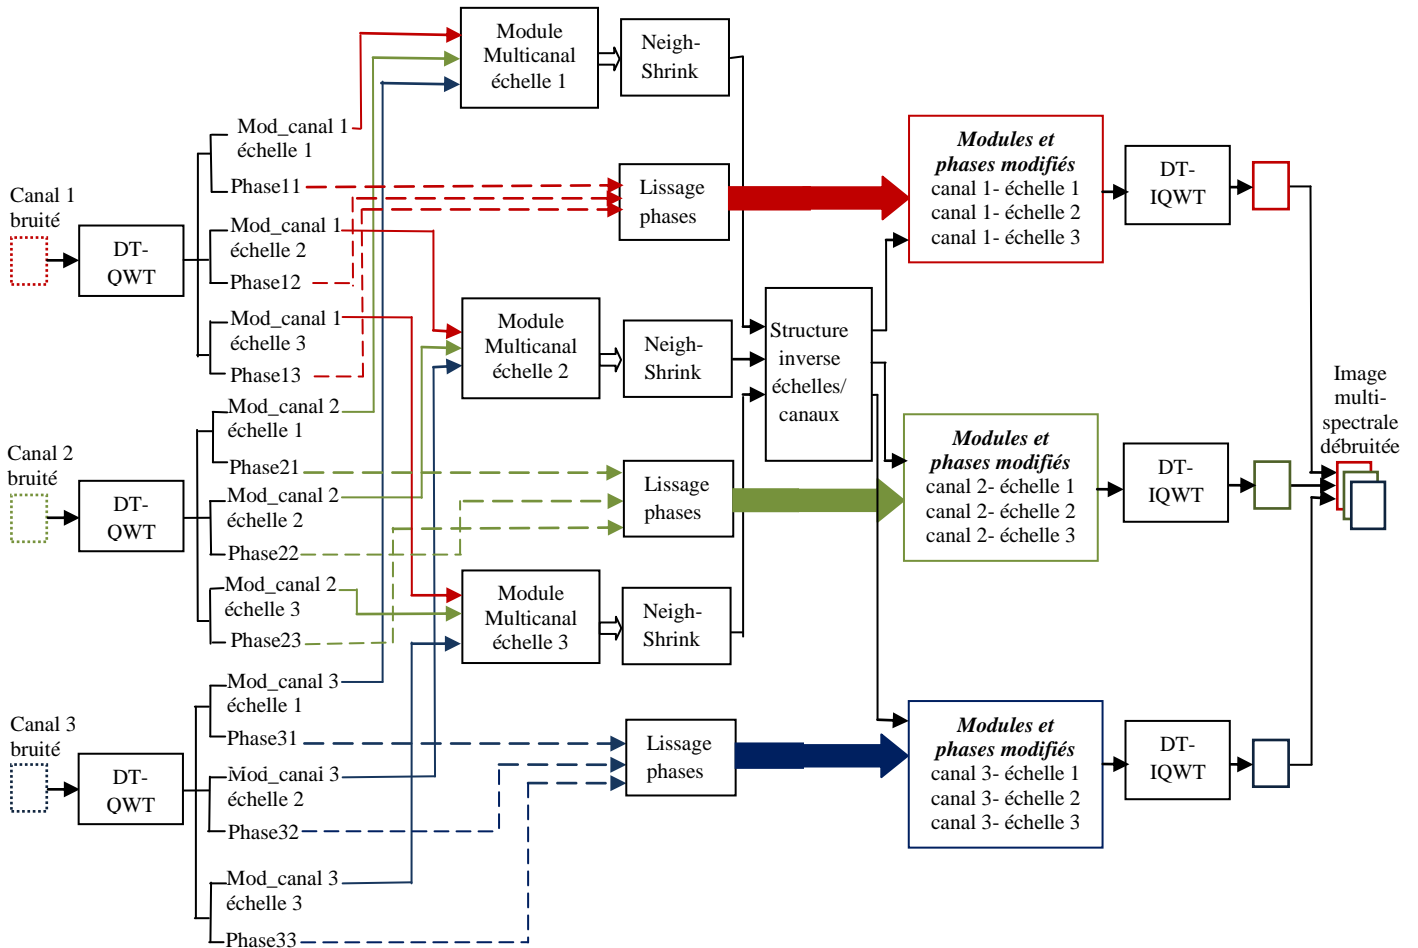 Canal 1
bruité
DT-
QWT
Mod_canal 1
échelle 1
Phase11
Mod_canal 1
échelle 2
Phase12
Mod_canal 1
échelle 3
Phase13
Canal 2
bruité
DT-
QWT
Mod_canal 2
échelle 1
Phase21
Mod_canal 2
échelle 2
Phase22
Mod_canal 2
échelle 3
Phase23
Canal 3
bruité
DT-
QWT
Mod_canal 3
échelle 1
Phase31
Mod_canal 3
échelle 2
Phase32
Mod_canal 3
échelle 3
Phase33
Module
Multicanal
échelle 1
Neigh-
Shrink
Lissage
phases
Module
Multicanal
échelle 2
Neigh-
Shrink
Lissage
phases
Module
Multicanal
échelle 3
Neigh-
Shrink
Lissage
phases
Structure
inverse
échelles/
canaux
Modules et
phases modifiés
canal 1- échelle 1
canal 1- échelle 2
canal 1- échelle 3
DT-
IQWT
Modules et
phases modifiés
canal 2- échelle 1
canal 2- échelle 2
canal 2- échelle 3
DT-
IQWT
Modules et
phases modifiés
canal 3- échelle 1
canal 3- échelle 2
canal 3- échelle 3
DT-
IQWT
Image
multi-
spectrale
débruitée